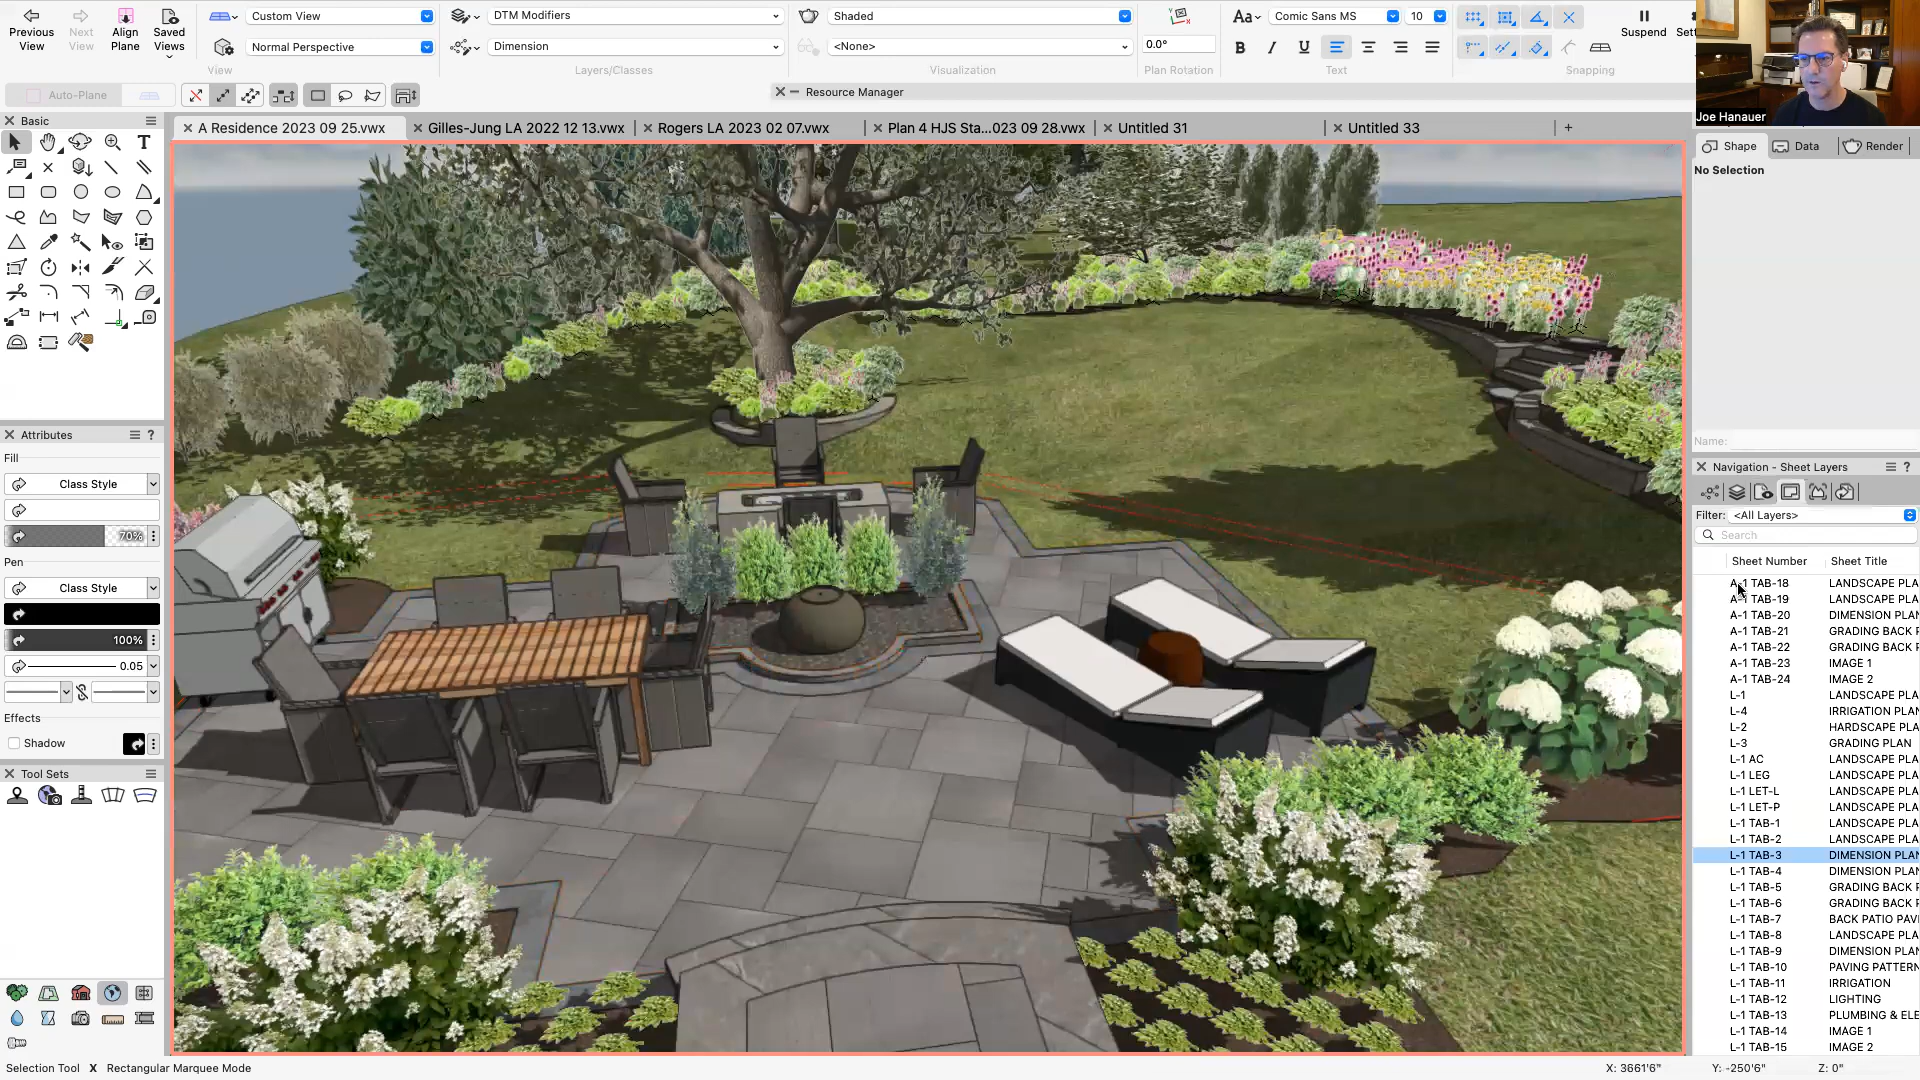 Previous View
Next View
Align Plane
Saved Views
Custom View
Normal Perspective
View
DTM Modifiers
Dimension
Layers/Classes
Shaded
<None>
Visualization
0.0°
Plan Rotation
Aa
Comic Sans MS
10
B I U
Text
Snapping
Suspend
Joe Hanauer
Auto-Plane
Resource Manager
Basic
A Residence 2023 09 25.vwx
Gilles-Jung LA 2022 12 13.vwx
Rogers LA 2023 02 07.vwx
Plan 4 HJS Sta...023 09 28.vwx
Untitled 31
Untitled 33
Shape
Data
Render
No Selection
Name:
Attributes
Fill
Class Style
70%
Pen
Class Style
100%
0.05
Effects
Shadow
Tool Sets
Navigation - Sheet Layers
Filter: <All Layers>
Search
Sheet Number Sheet Title
A-1 TAB-18 LANDSCAPE PLA
A-1 TAB-19 LANDSCAPE PLA
A-1 TAB-20 DIMENSION PLAN
A-1 TAB-21 GRADING BACK P
A-1 TAB-22 GRADING BACK P
A-1 TAB-23 IMAGE 1
A-1 TAB-24 IMAGE 2
L-1 LANDSCAPE PLA
L-4 IRRIGATION PLAN
L-2 HARDSCAPE PLA
L-3 GRADING PLAN
L-1 AC LANDSCAPE PLA
L-1 LEG LANDSCAPE PLA
L-1 LET-L LANDSCAPE PLA
L-1 LET-P LANDSCAPE PLA
L-1 TAB-1 LANDSCAPE PLA
L-1 TAB-2 LANDSCAPE PLA
L-1 TAB-3 DIMENSION PLAN
L-1 TAB-4 DIMENSION PLAN
L-1 TAB-5 GRADING BACK P
L-1 TAB-6 GRADING BACK P
L-1 TAB-7 BACK PATIO PAVI
L-1 TAB-8 LANDSCAPE PLA
L-1 TAB-9 DIMENSION PLAN
L-1 TAB-10 PAVING PATTERN
L-1 TAB-11 IRRIGATION
L-1 TAB-12 LIGHTING
L-1 TAB-13 PLUMBING & ELE
L-1 TAB-14 IMAGE 1
L-1 TAB-15 IMAGE 2
Selection Tool X Rectangular Marquee Mode
X: 3661'6" Y: -250'6" Z: 0"